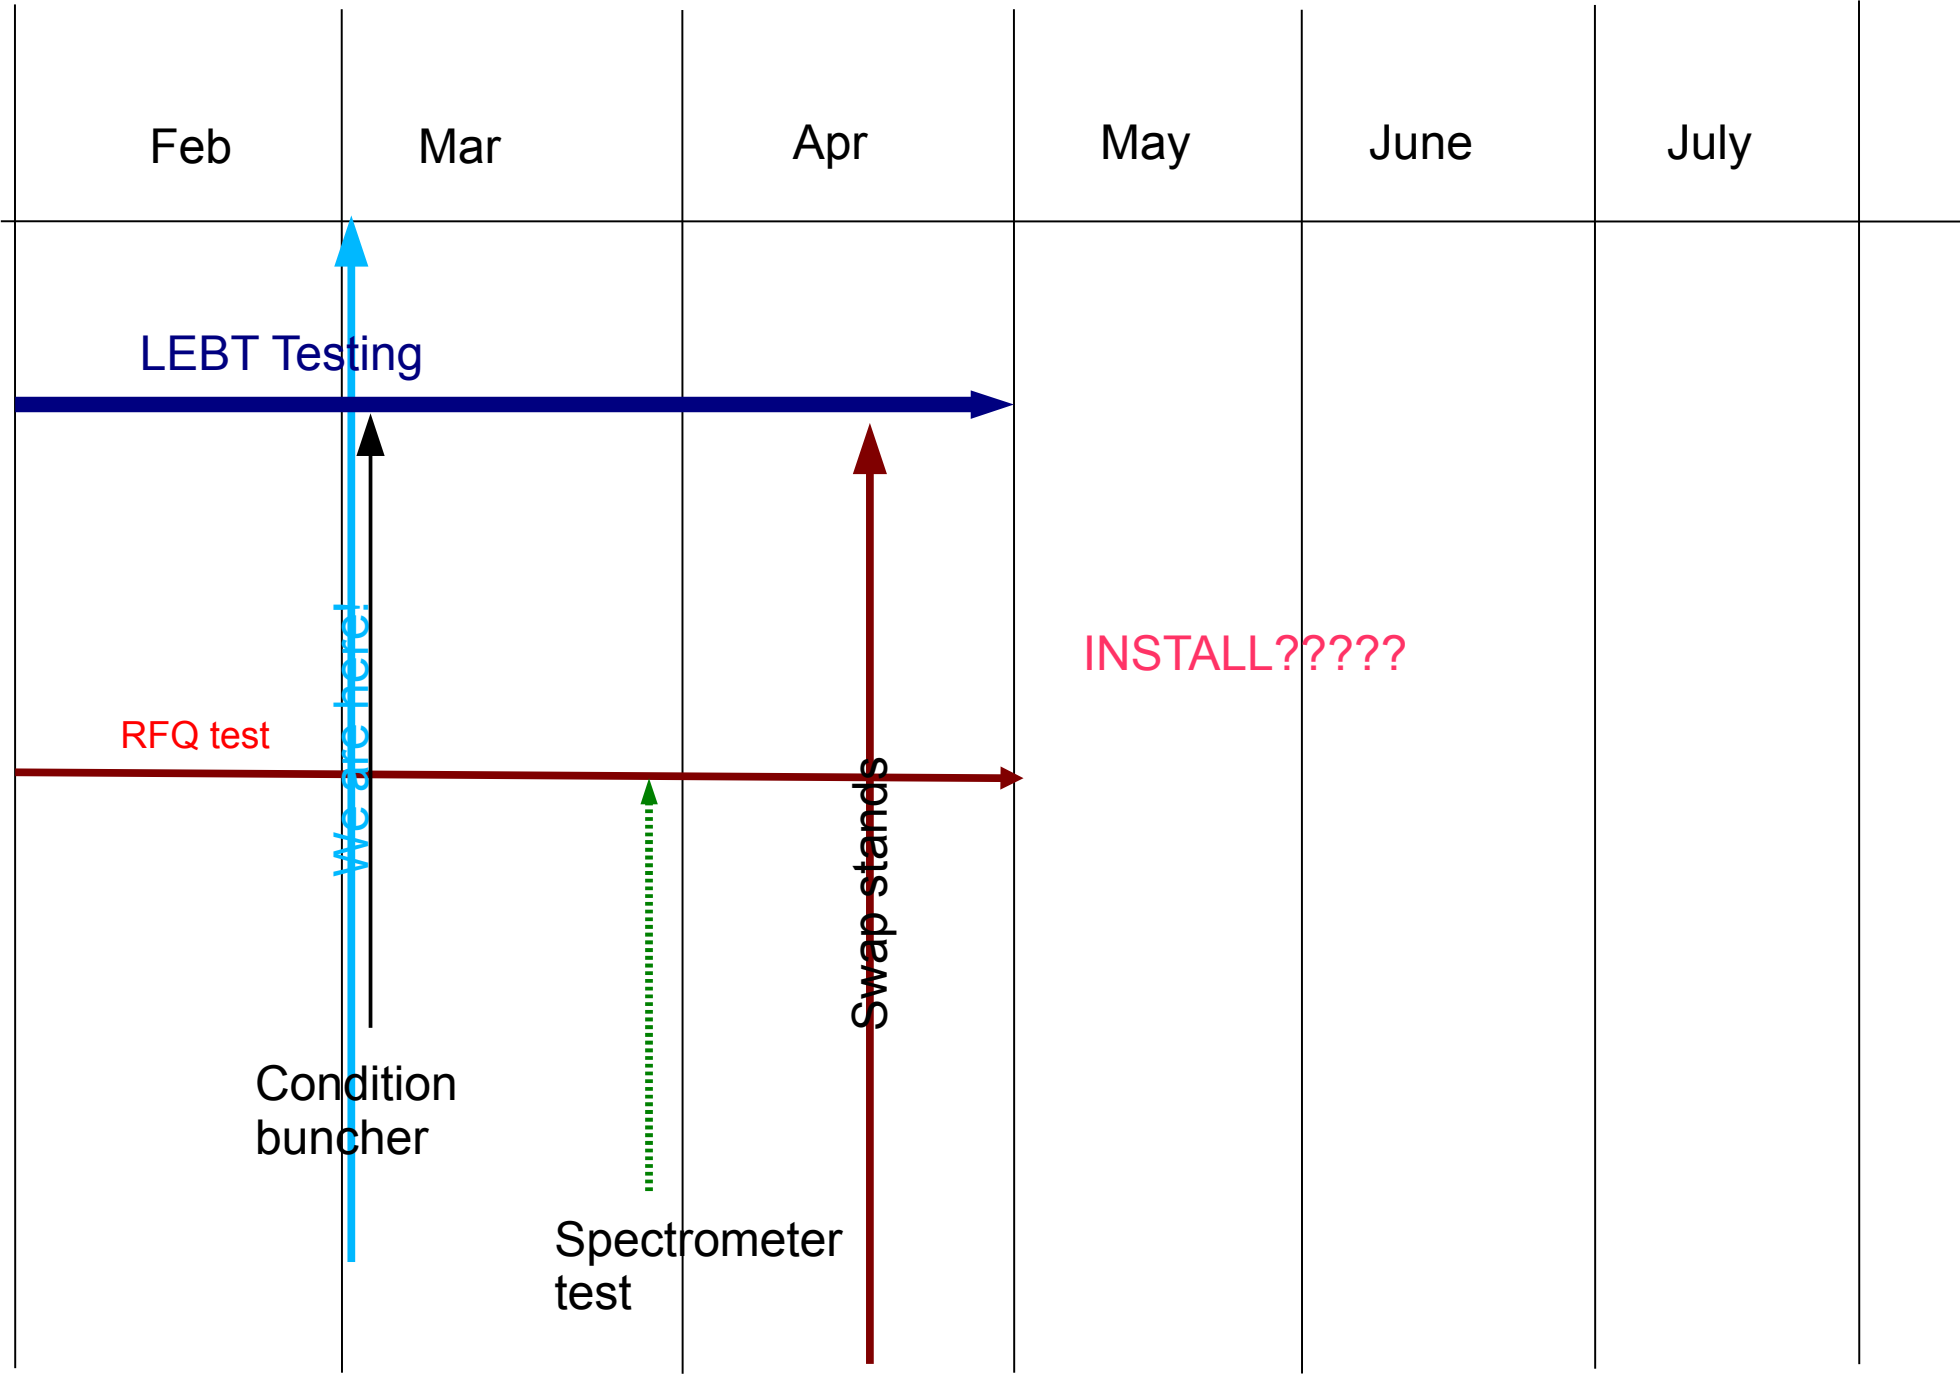 Feb
Mar
Apr
May
June
July
LEBT Testing
We are here!
INSTALL?????
RFQ test
Swap stands
Condition
buncher
Spectrometer
test